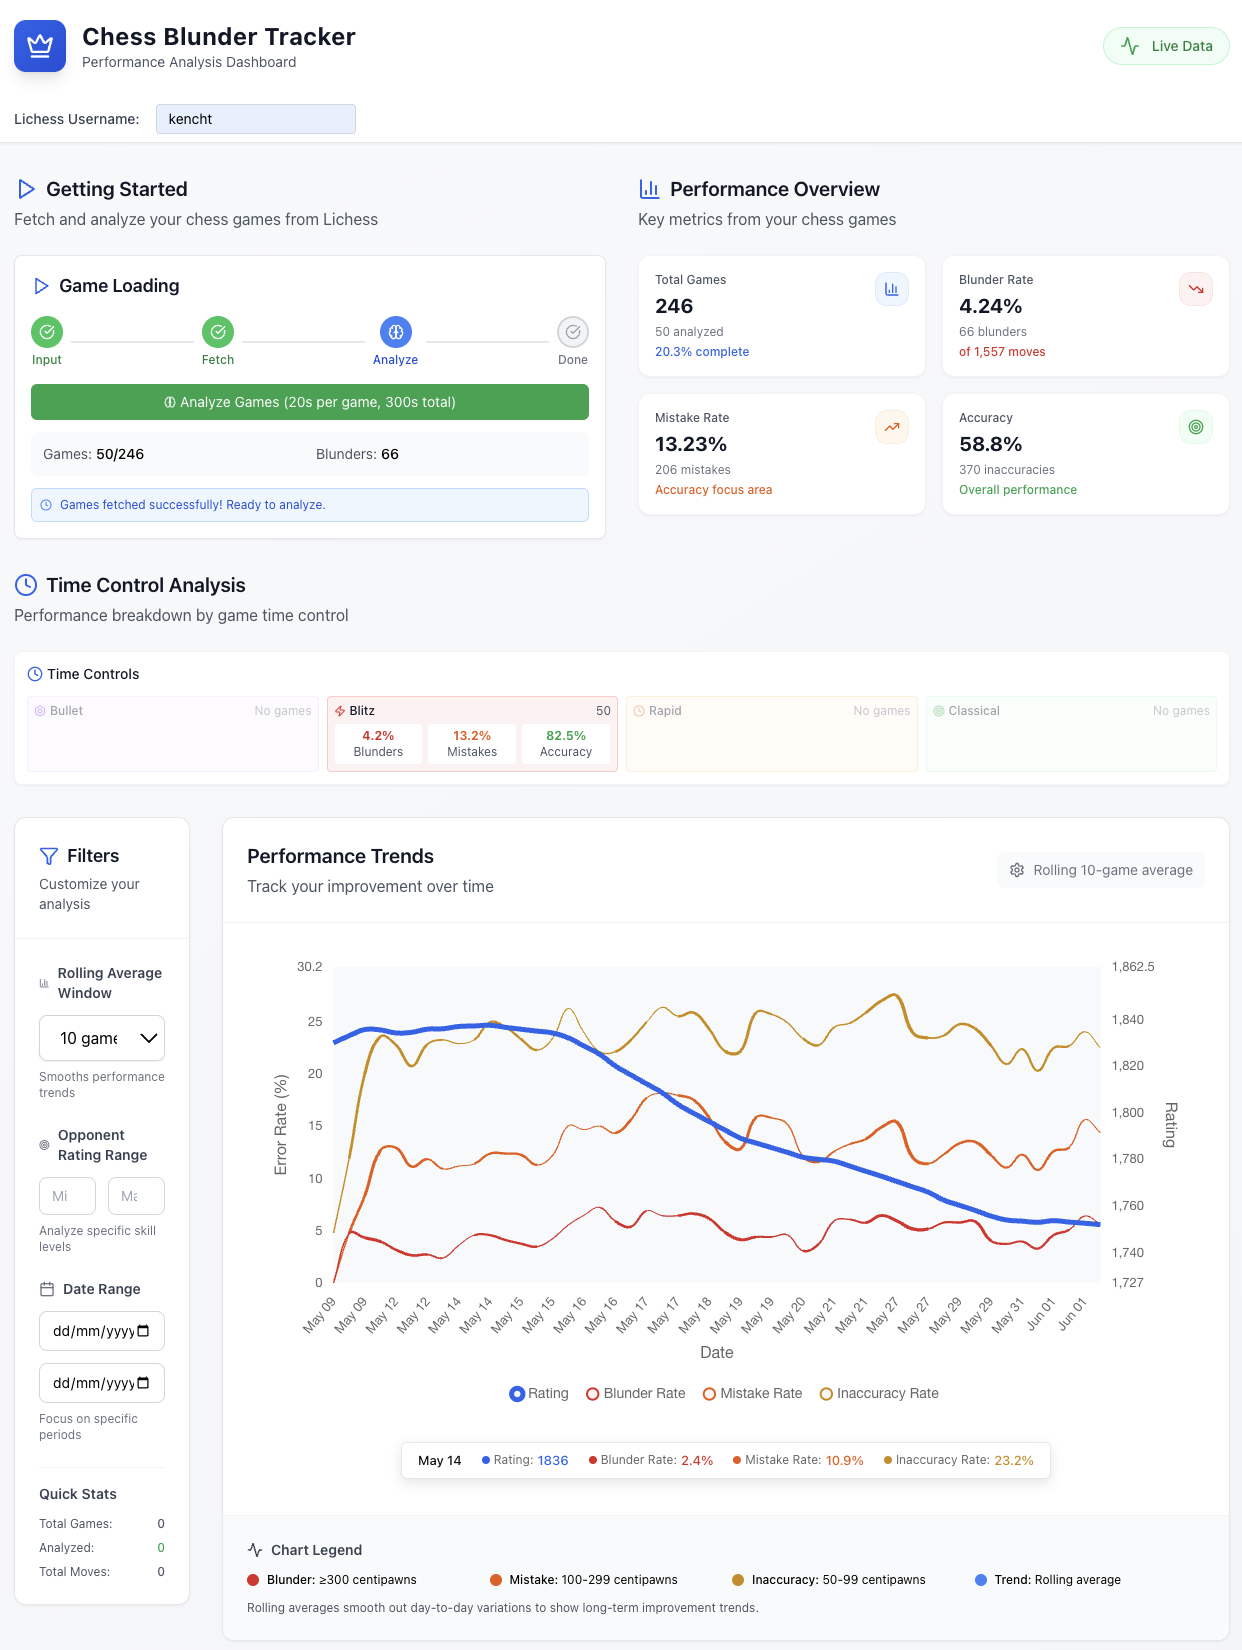 Chess Blunder Tracker
Performance Analysis Dashboard
Live Data
Lichess Username: kencht
Getting Started
Fetch and analyze your chess games from Lichess
Game Loading
Input Fetch Analyze Done
Analyze Games (20s per game, 300s total)
Games: 50/246 Blunders: 66
Games fetched successfully! Ready to analyze.
Performance Overview
Key metrics from your chess games
Total Games
246
50 analyzed
20.3% complete
Blunder Rate
4.24%
66 blunders
of 1,557 moves
Mistake Rate
13.23%
206 mistakes
Accuracy focus area
Accuracy
58.8%
370 inaccuracies
Overall performance
Time Control Analysis
Performance breakdown by game time control
Time Controls
Bullet No games
Blitz 50
4.2% 13.2% 82.5%
Blunders Mistakes Accuracy
Rapid No games
Classical No games
Filters
Customize your
analysis
Rolling Average
Window
10 game
Smooths performance
trends
Opponent
Rating Range
Mi Ma
Analyze specific skill
levels
Date Range
dd/mm/yyyy
dd/mm/yyyy
Focus on specific
periods
Quick Stats
Total Games: 0
Analyzed: 0
Total Moves: 0
Performance Trends
Track your improvement over time
Rolling 10-game average
30.2
25
20
15
10
5
0
Error Rate (%)
1,862.5
1,840
1,820
1,800
1,780
1,760
1,740
1,727
Rating
May 09 May 09 May 12 May 12 May 14 May 14 May 15 May 15 May 16 May 16 May 17 May 17 May 18 May 19 May 19 May 20 May 21 May 21 May 27 May 27 May 29 May 29 May 31 Jun 01 Jun 01
Date
Rating Blunder Rate Mistake Rate Inaccuracy Rate
May 14 Rating: 1836 Blunder Rate: 2.4% Mistake Rate: 10.9% Inaccuracy Rate: 23.2%
Chart Legend
Blunder: ≥300 centipawns Mistake: 100-299 centipawns Inaccuracy: 50-99 centipawns Trend: Rolling average
Rolling averages smooth out day-to-day variations to show long-term improvement trends.